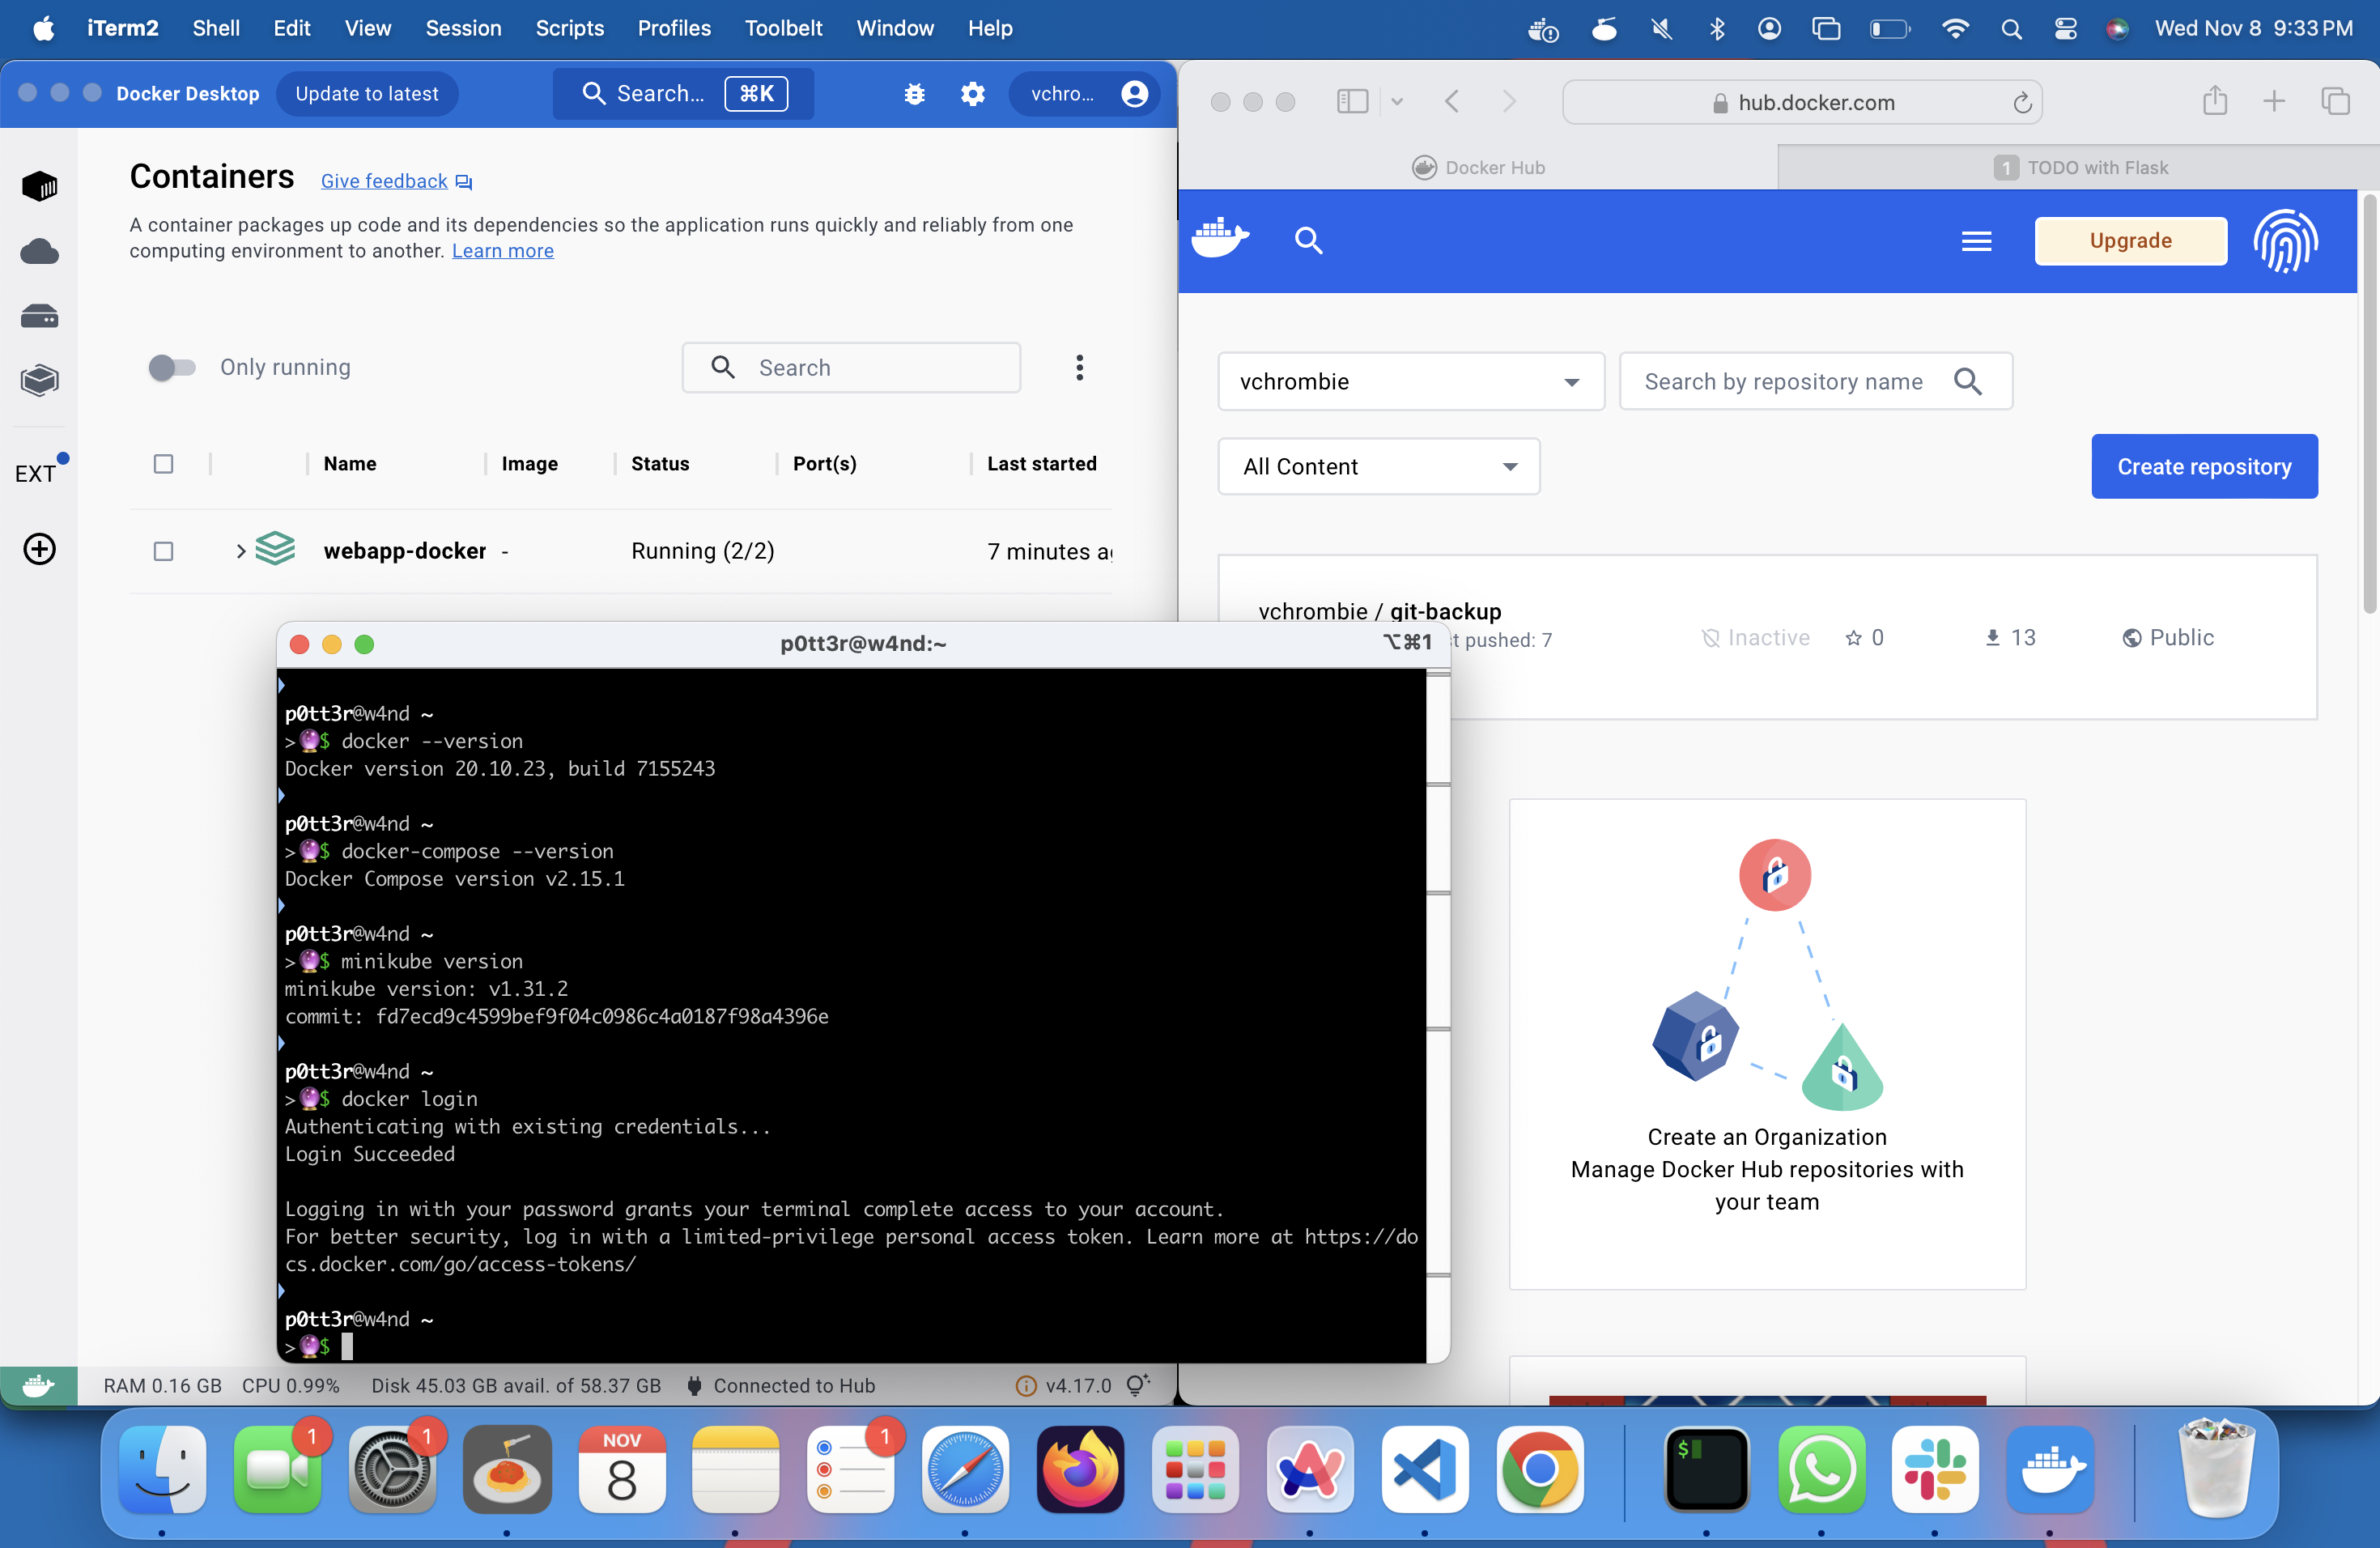 iTerm2 Shell Edit View Session Scripts Profiles Toolbelt Window Help Wed Nov 8 9:33 PM
Docker Desktop Update to latest Search... ⌘K vchro...
Containers Give feedback
A container packages up code and its dependencies so the application runs quickly and reliably from one
computing environment to another. Learn more
Only running Search
EXT
Name Image Status Port(s) Last started
webapp-docker - Running (2/2) 7 minutes
hub.docker.com
Docker Hub 1 TODO with Flask
Upgrade
vchrombie Search by repository name
All Content Create repository
vchrombie / git-backup
pushed: 7 Inactive 0 13 Public
Create an Organization
Manage Docker Hub repositories with
your team
p0tt3r@w4nd:~ ⌥⌘1
p0tt3r@w4nd ~
>🔮$ docker --version
Docker version 20.10.23, build 7155243
p0tt3r@w4nd ~
>🔮$ docker-compose --version
Docker Compose version v2.15.1
p0tt3r@w4nd ~
>🔮$ minikube version
minikube version: v1.31.2
commit: fd7ecd9c4599bef9f04c0986c4a0187f98a4396e
p0tt3r@w4nd ~
>🔮$ docker login
Authenticating with existing credentials...
Login Succeeded
Logging in with your password grants your terminal complete access to your account.
For better security, log in with a limited-privilege personal access token. Learn more at https://do
cs.docker.com/go/access-tokens/
p0tt3r@w4nd ~
>🔮$
RAM 0.16 GB CPU 0.99% Disk 45.03 GB avail. of 58.37 GB Connected to Hub v4.17.0
1 1 NOV 8 1 $